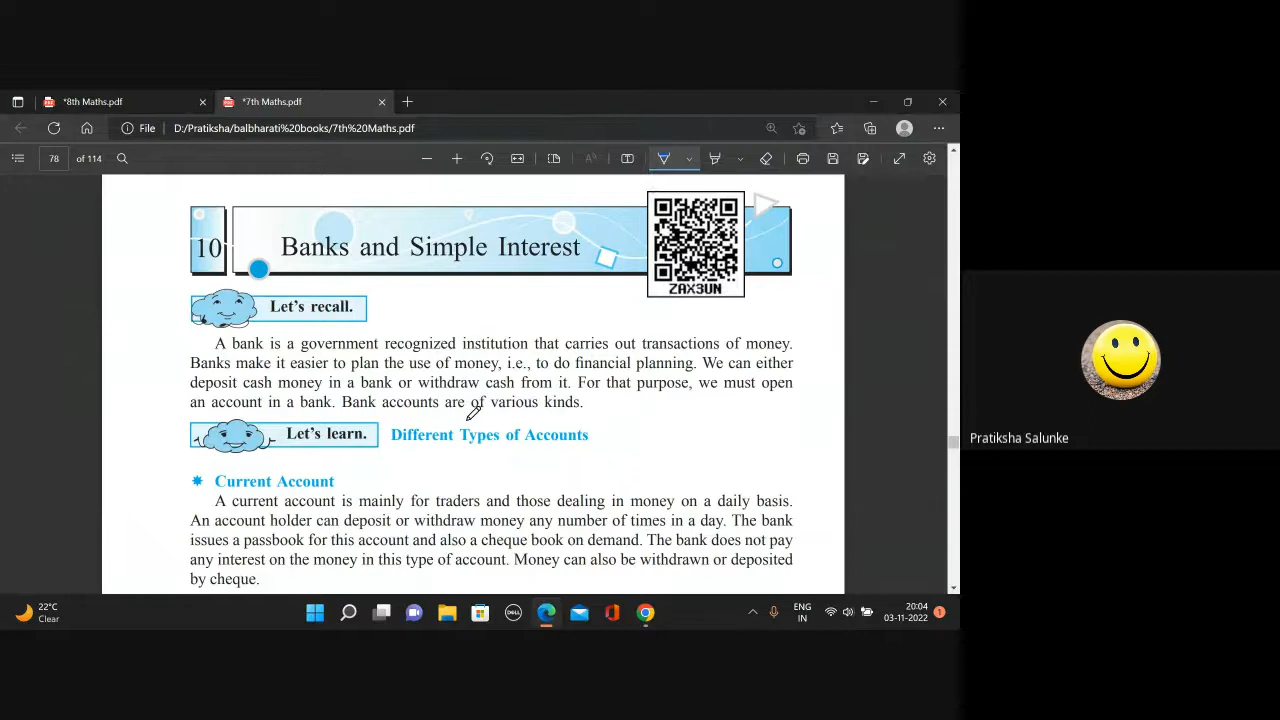 *8th Maths.pdf
*7th Maths.pdf
File
D:/Pratiksha/balbharati%20books/7th%20Maths.pdf
78
of 114
10
Banks and Simple Interest
ZAX3UN
Let's recall.
A bank is a government recognized institution that carries out transactions of money.
Banks make it easier to plan the use of money, i.e., to do financial planning. We can either
deposit cash money in a bank or withdraw cash from it. For that purpose, we must open
an account in a bank. Bank accounts are of various kinds.
Let's learn.
Different Types of Accounts
Current Account
A current account is mainly for traders and those dealing in money on a daily basis.
An account holder can deposit or withdraw money any number of times in a day. The bank
issues a passbook for this account and also a cheque book on demand. The bank does not pay
any interest on the money in this type of account. Money can also be withdrawn or deposited
by cheque.
Pratiksha Salunke
22°C
Clear
DELL
ENG
IN
20:04
03-11-2022
1